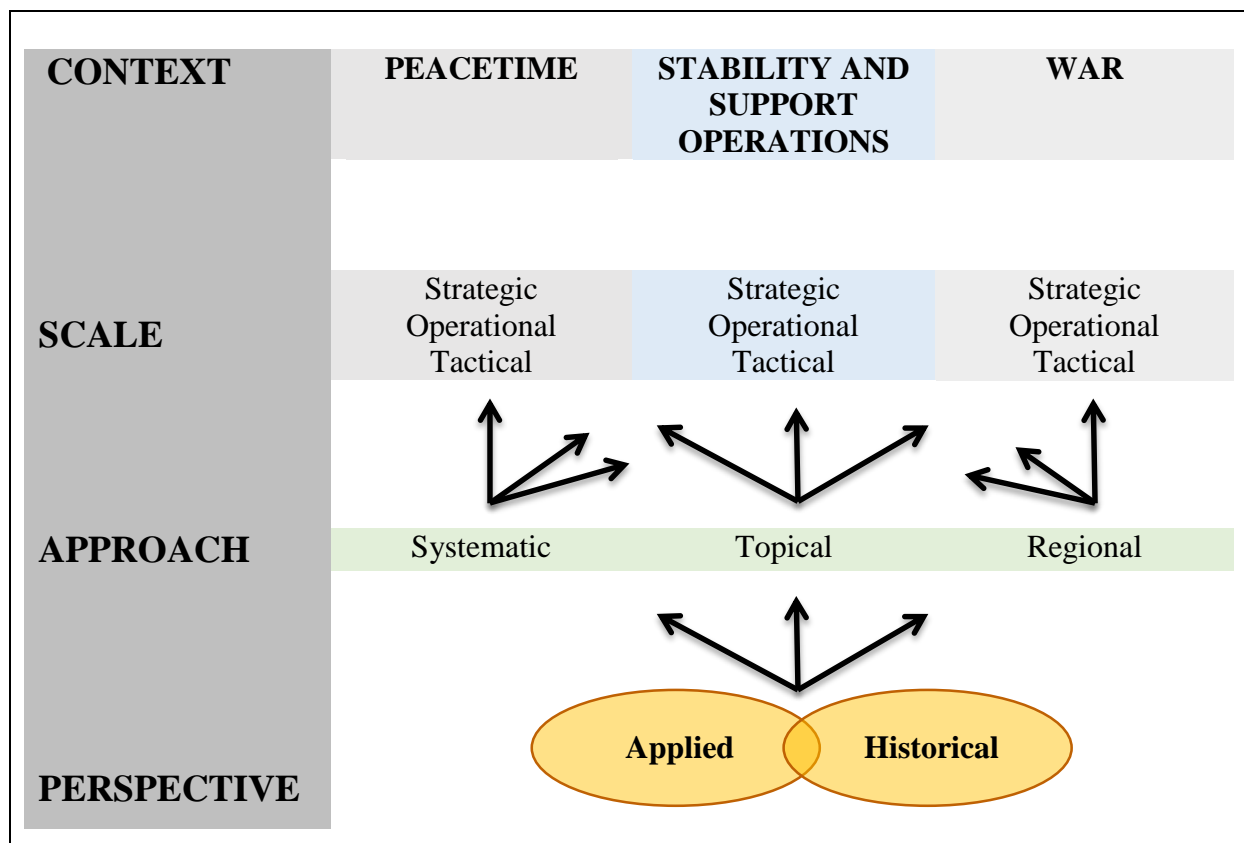 CONTEXT
PEACETIME
STABILITY AND
SUPPORT
OPERATIONS
WAR
SCALE
Strategic
Operational
Tactical
Strategic
Operational
Tactical
Strategic
Operational
Tactical
APPROACH
Systematic
Topical
Regional
PERSPECTIVE
Applied
Historical